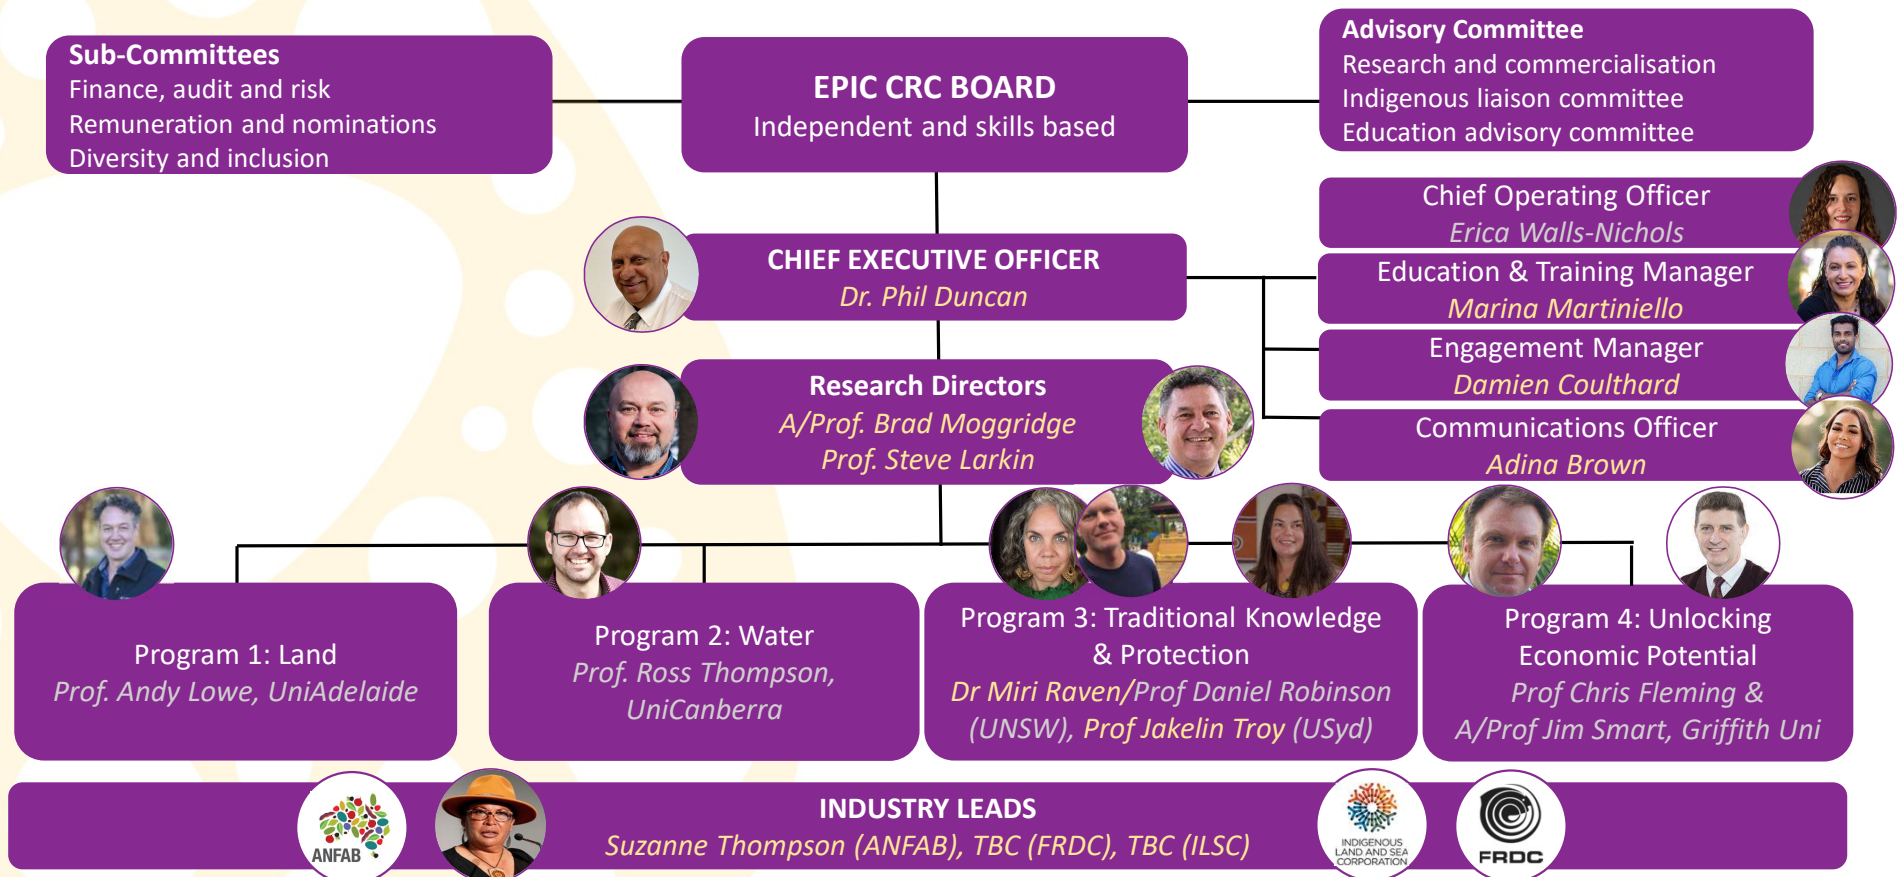 Sub-Committees
Finance, audit and risk
Remuneration and nominations
Diversity and inclusion
EPIC CRC BOARD
Independent and skills based
Advisory Committee
Research and commercialisation
Indigenous liaison committee
Education advisory committee
Chief Operating Officer
Erica Walls-Nichols
CHIEF EXECUTIVE OFFICER
Dr. Phil Duncan
Education & Training Manager
Marina Martiniello
Engagement Manager
Damien Coulthard
Communications Officer
Adina Brown
Research Directors
A/Prof. Brad Moggridge
Prof. Steve Larkin
Program 1: Land
Prof. Andy Lowe, UniAdelaide
Program 2: Water
Prof. Ross Thompson,
UniCanberra
Program 3: Traditional Knowledge
& Protection
Dr Miri Raven/Prof Daniel Robinson
(UNSW), Prof Jakelin Troy (USyd)
Program 4: Unlocking
Economic Potential
Prof Chris Fleming &
A/Prof Jim Smart, Griffith Uni
INDUSTRY LEADS
Suzanne Thompson (ANFAB), TBC (FRDC), TBC (ILSC)
ANFAB
INDIGENOUS
LAND AND SEA
CORPORATION
FRDC